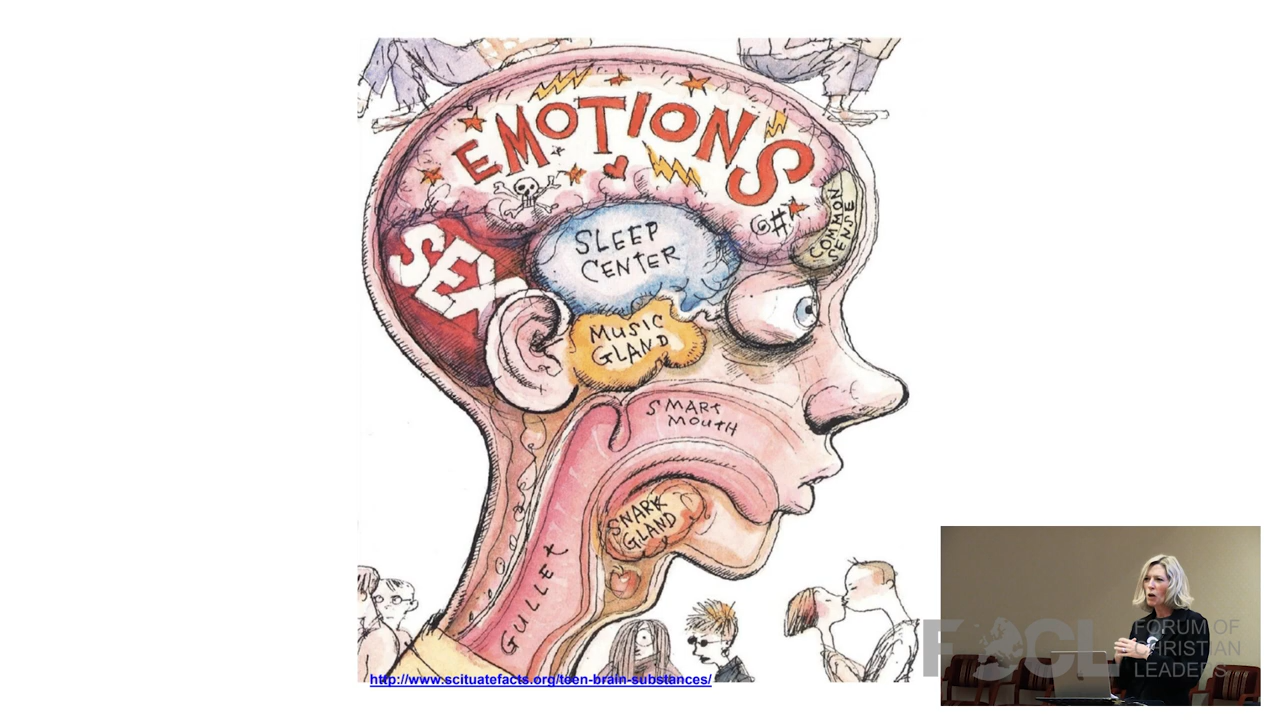 EMOTIONS
@#*
COMMON
SENSE
SEX
SLEEP
CENTER
MUSIC
GLAND
SMART
MOUTH
SNARK
GLAND
GULLET
http://www.scituatefacts.org/teen-brain-substances/
FOCL
FORUM OF
CHRISTIAN
LEADERS